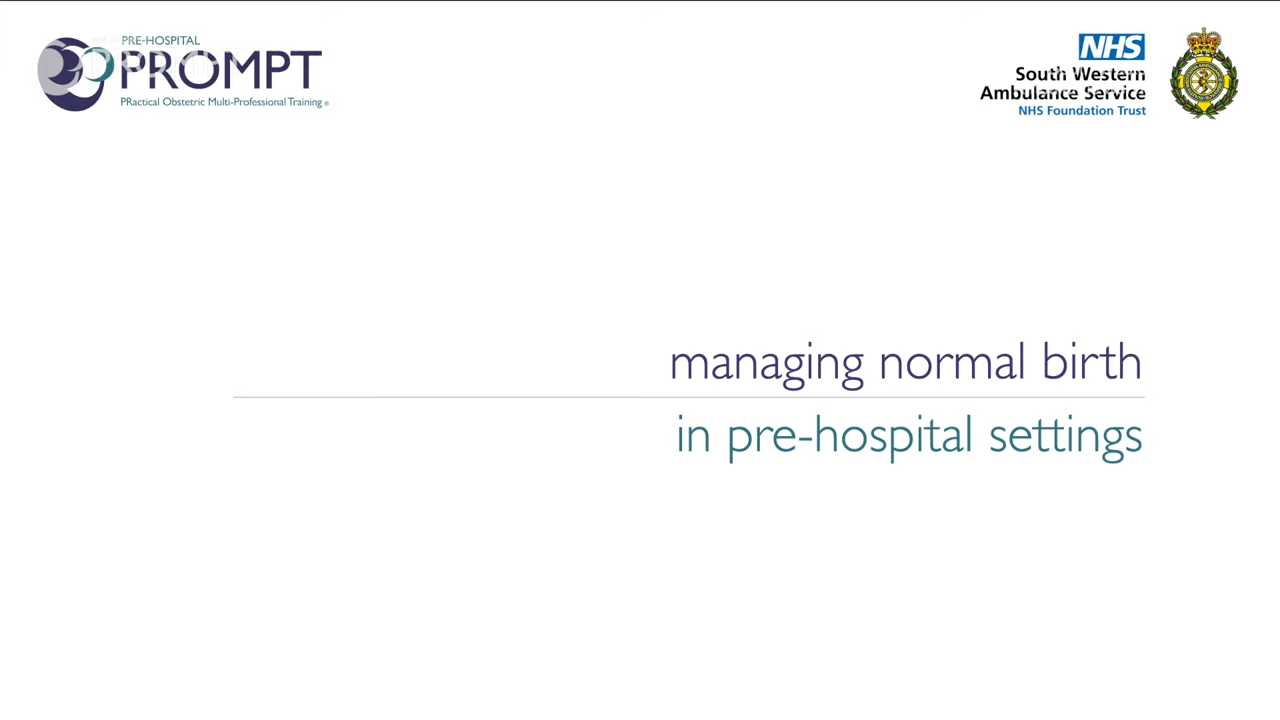 PRE-HOSPITAL
PROMPT
PRactical Obstetric Multi-Professional Training ®
NHS
South Western
Ambulance Service
NHS Foundation Trust
managing normal birth
in pre-hospital settings